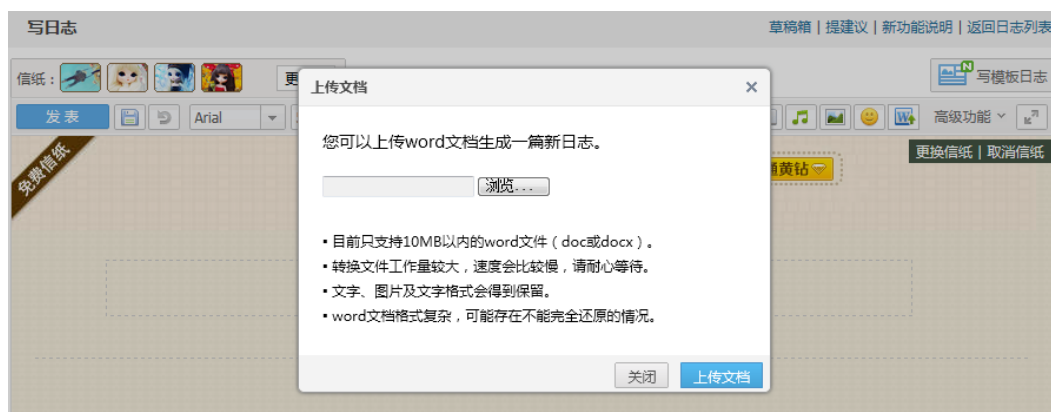 写日志
草稿箱 | 提建议 | 新功能说明 | 返回日志列表
信纸：
更
写模板日志
发表
Arial
高级功能
免费信纸
更换信纸 | 取消信纸
通黄钻
上传文档
您可以上传word文档生成一篇新日志。
浏览...
▪ 目前只支持10MB以内的word文件（doc或docx）。
▪ 转换文件工作量较大，速度会比较慢，请耐心等待。
▪ 文字、图片及文字格式会得到保留。
▪ word文档格式复杂，可能存在不能完全还原的情况。
关闭
上传文档